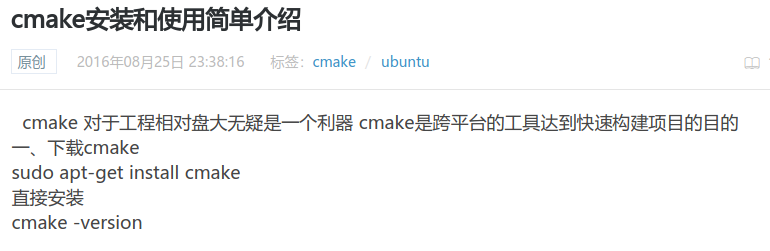 cmake安装和使用简单介绍
原创 2016年08月25日 23:38:16 标签： cmake / ubuntu
cmake 对于工程相对盘大无疑是一个利器 cmake是跨平台的工具达到快速构建项目的目的
一、下载cmake
sudo apt-get install cmake
直接安装
cmake -version